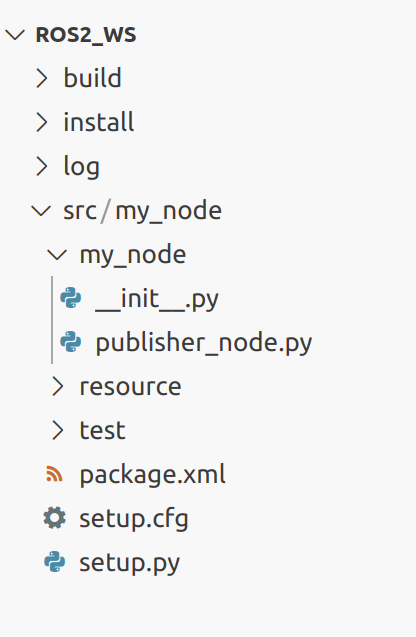 ROS2_WS
build
install
log
src/my_node
my_node
__init__.py
publisher_node.py
resource
test
package.xml
setup.cfg
setup.py